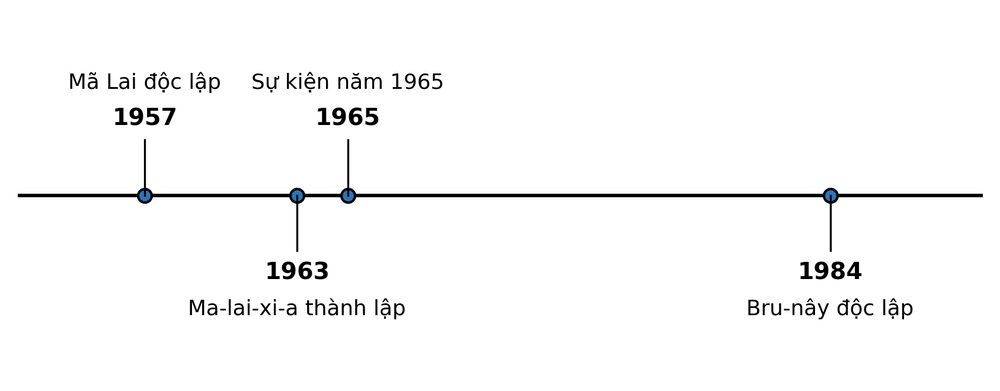 Mã Lai độc lập
1957
Sự kiện năm 1965
1965
1963
Ma-lai-xi-a thành lập
1984
Bru-nây độc lập